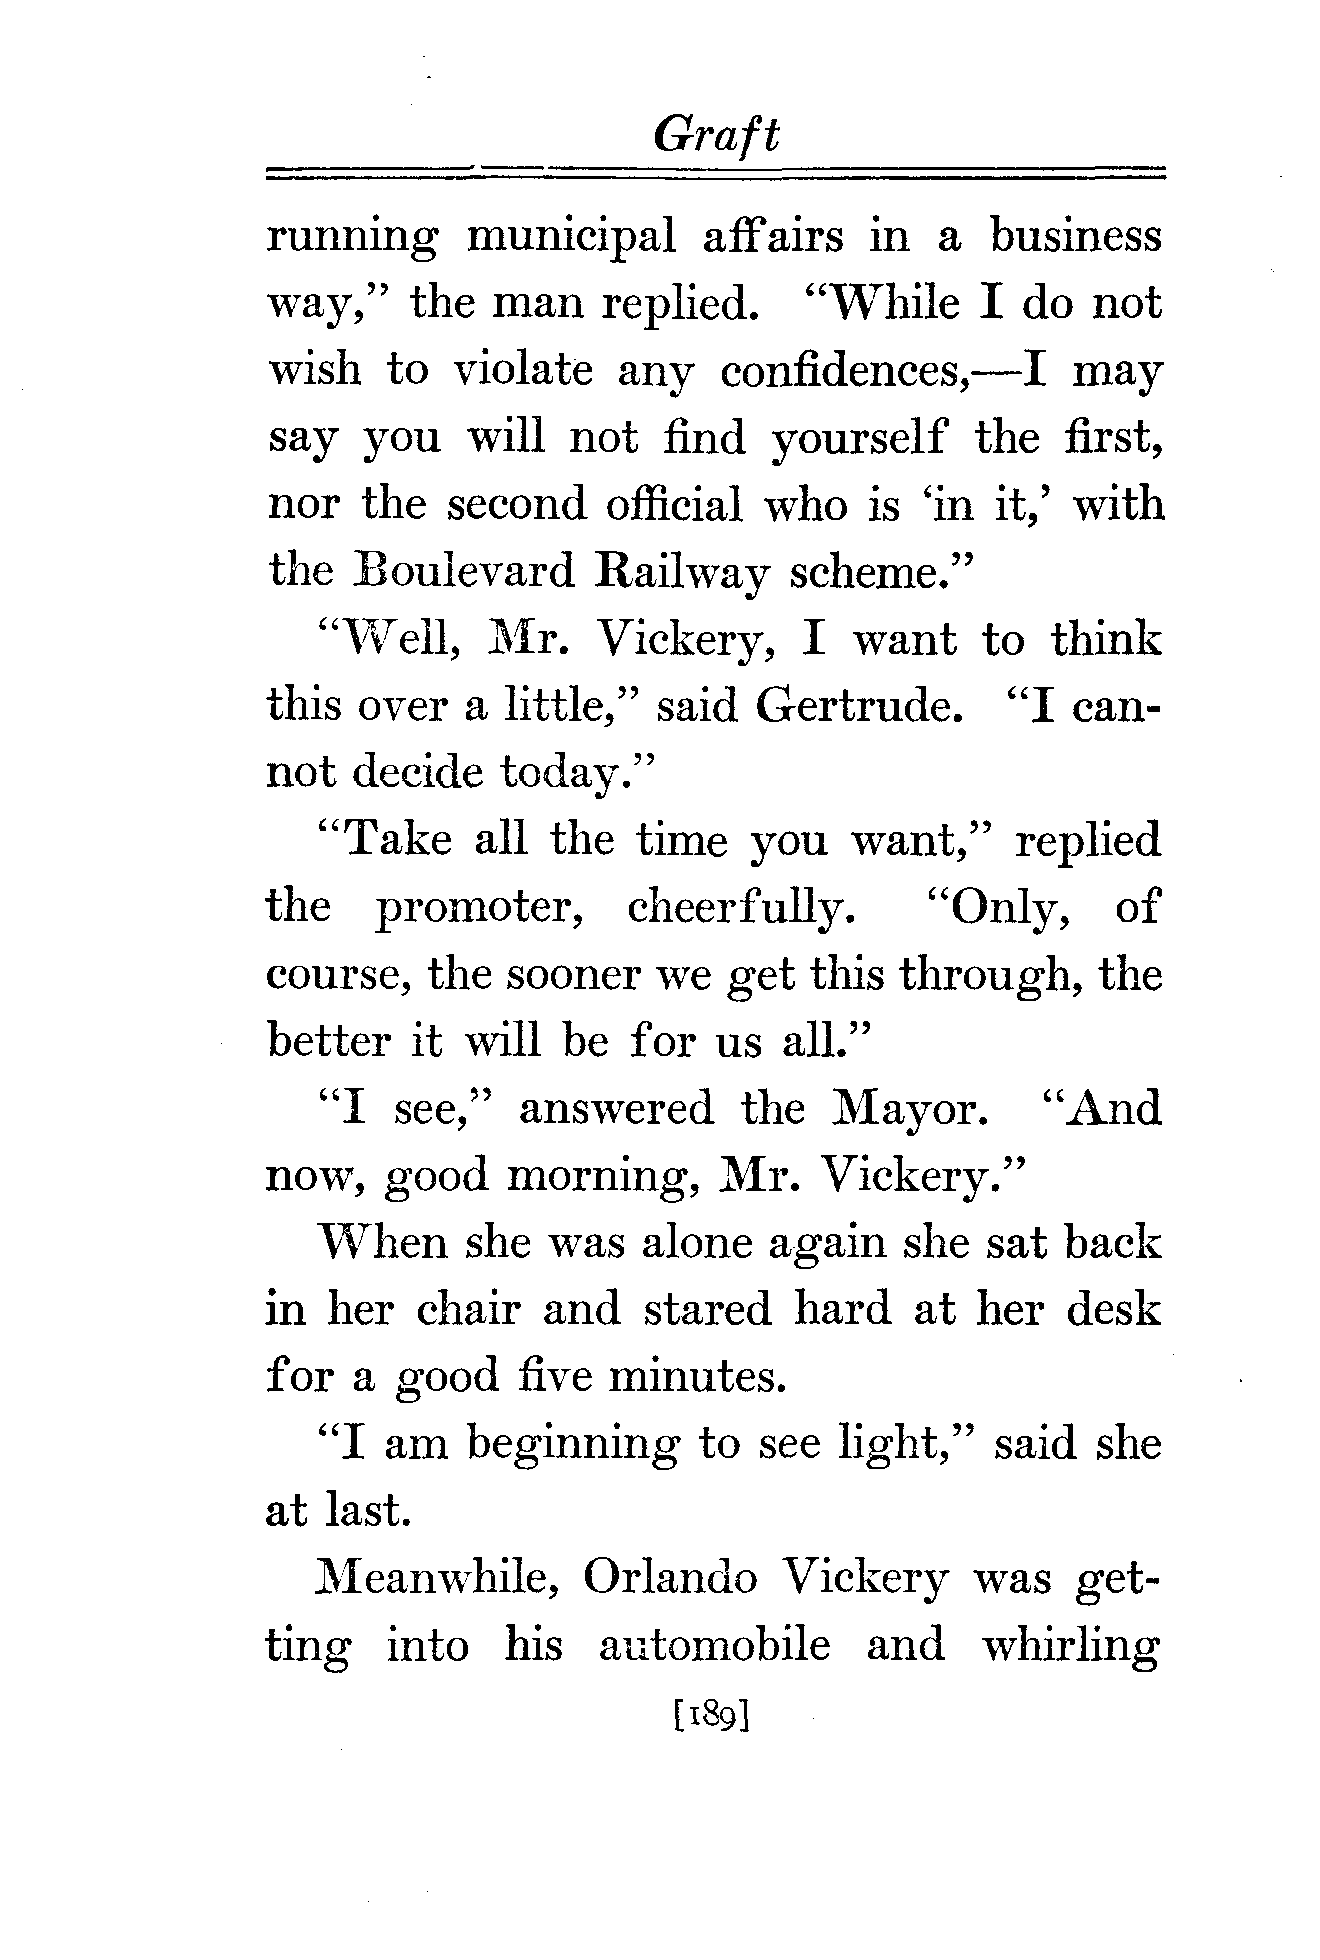 Graft
running municipal affairs in a business
way,” the man replied. “While I do not
wish to violate any confidences,—I may
say you will not find yourself the first,
nor the second official who is ‘in it,’ with
the Boulevard Railway scheme.”
“Well, Mr. Vickery, I want to think
this over a little,” said Gertrude. “I can-
not decide today.”
“Take all the time you want,” replied
the promoter, cheerfully. “Only, of
course, the sooner we get this through, the
better it will be for us all.”
“I see,” answered the Mayor. “And
now, good morning, Mr. Vickery.”
When she was alone again she sat back
in her chair and stared hard at her desk
for a good five minutes.
“I am beginning to see light,” said she
at last.
Meanwhile, Orlando Vickery was get-
ting into his automobile and whirling
[189]